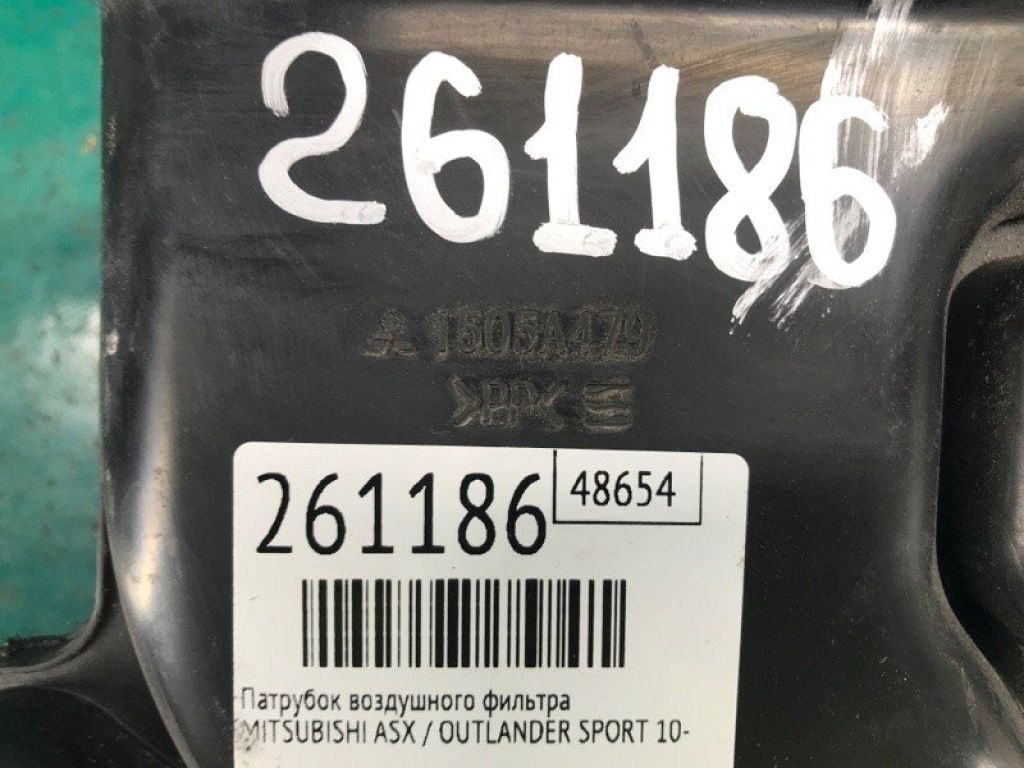 261186
1505A479
>PP<
261186
48654
Патрубок воздушного фильтра
MITSUBISHI ASX / OUTLANDER SPORT 10-